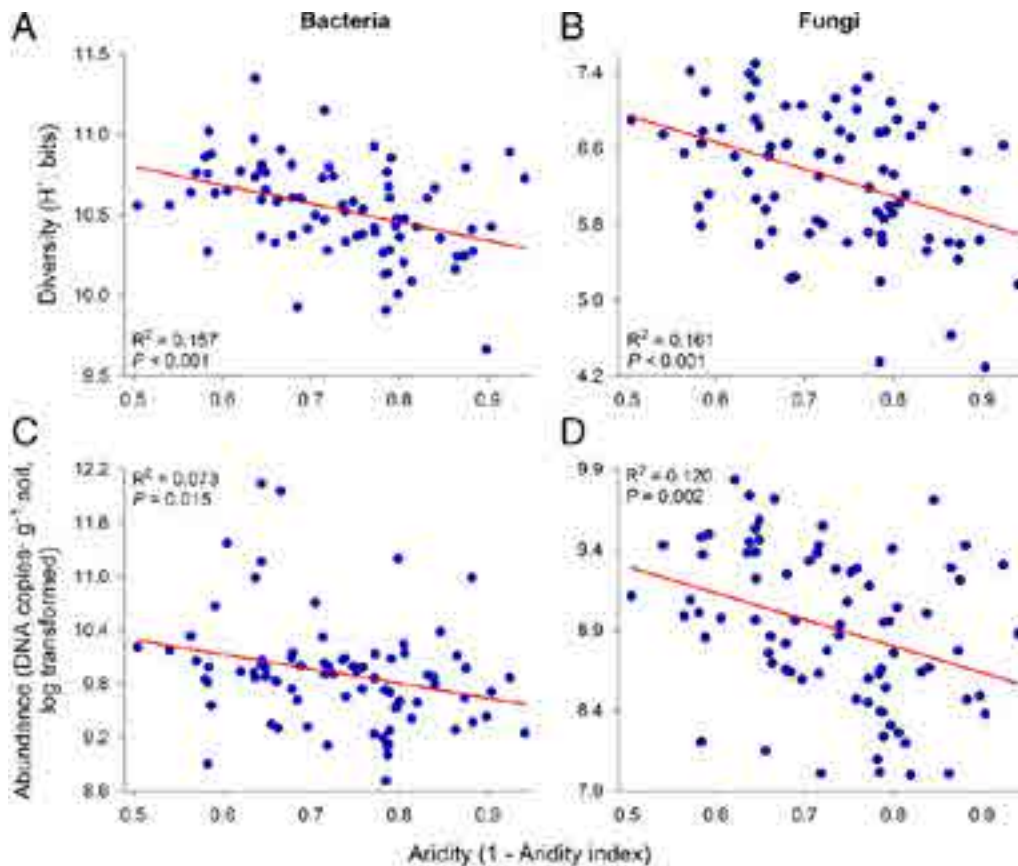 A
Bacteria
B
Fungi
Diversity (H', bits)
11.5
11.0
10.5
10.0
9.5
R² = 0.157
P < 0.001
0.5 0.6 0.7 0.8 0.9
7.4
6.6
5.8
5.0
4.2
R² = 0.161
P < 0.001
0.5 0.6 0.7 0.8 0.9
C
D
Abundance (DNA copies· g⁻¹ soil,
log transformed)
12.2
11.6
11.0
10.4
9.8
9.2
8.6
R² = 0.073
P = 0.015
0.5 0.6 0.7 0.8 0.9
9.9
9.4
8.9
8.4
7.9
R² = 0.120
P = 0.002
0.5 0.6 0.7 0.8 0.9
Aridity (1 - Aridity index)